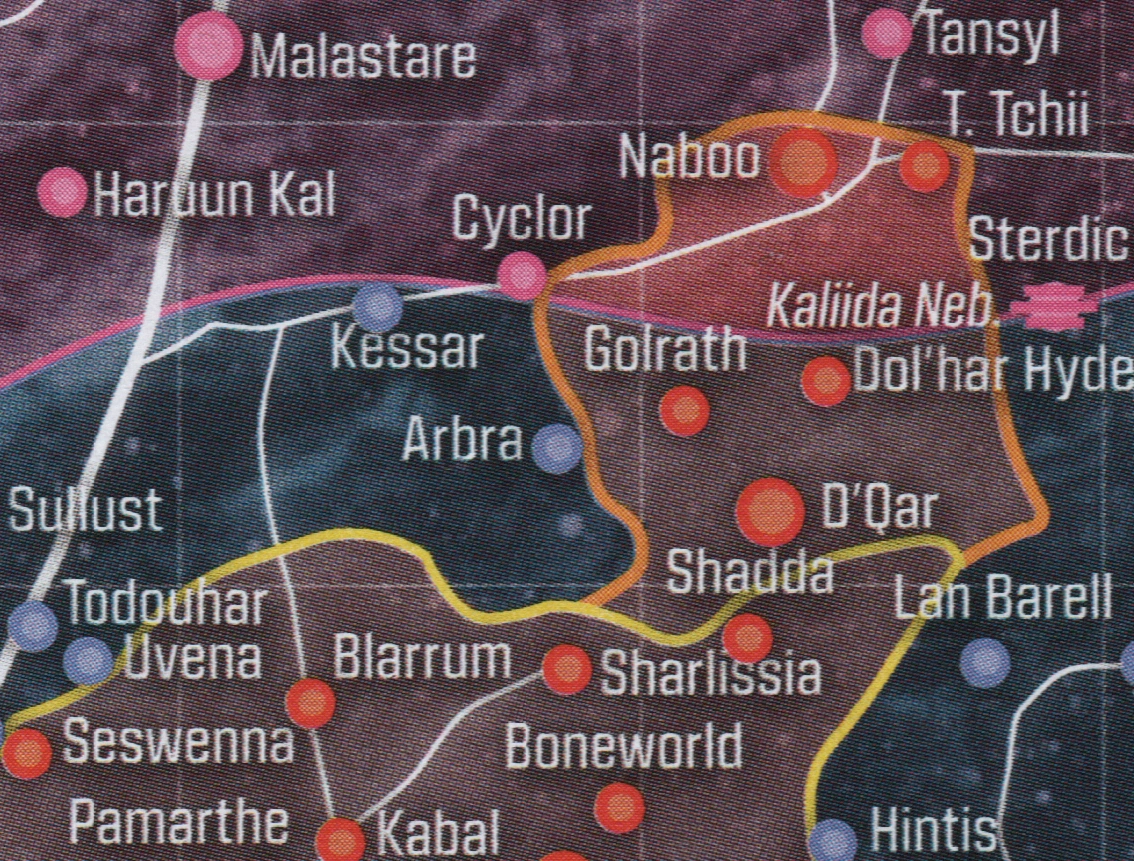 Tansyl
Malastare
T. Tchii
Naboo
Haruun Kal
Cyclor
Sterdic
Kaliida Neb.
Kessar
Golrath
Dol'har Hyde
Arbra
Sullust
D'Qar
Shadda
Todouhar
Lan Barell
Uvena
Blarrum
Sharlissia
Seswenna
Boneworld
Pamarthe
Kabal
Hintis